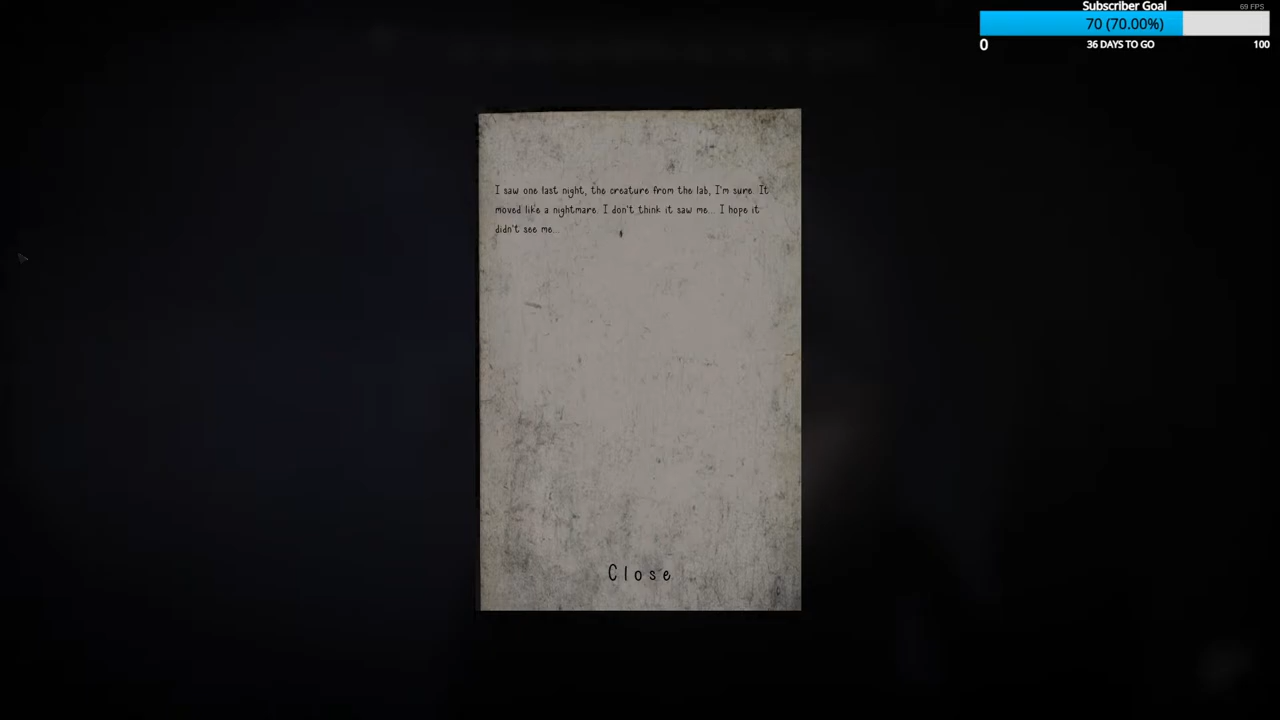 Subscriber Goal
69 FPS
70 (70.00%)
0
36 DAYS TO GO
100
I saw one last night, the creature from the lab, I'm sure. It
moved like a nightmare. I don't think it saw me... I hope it
didn't see me...
Close